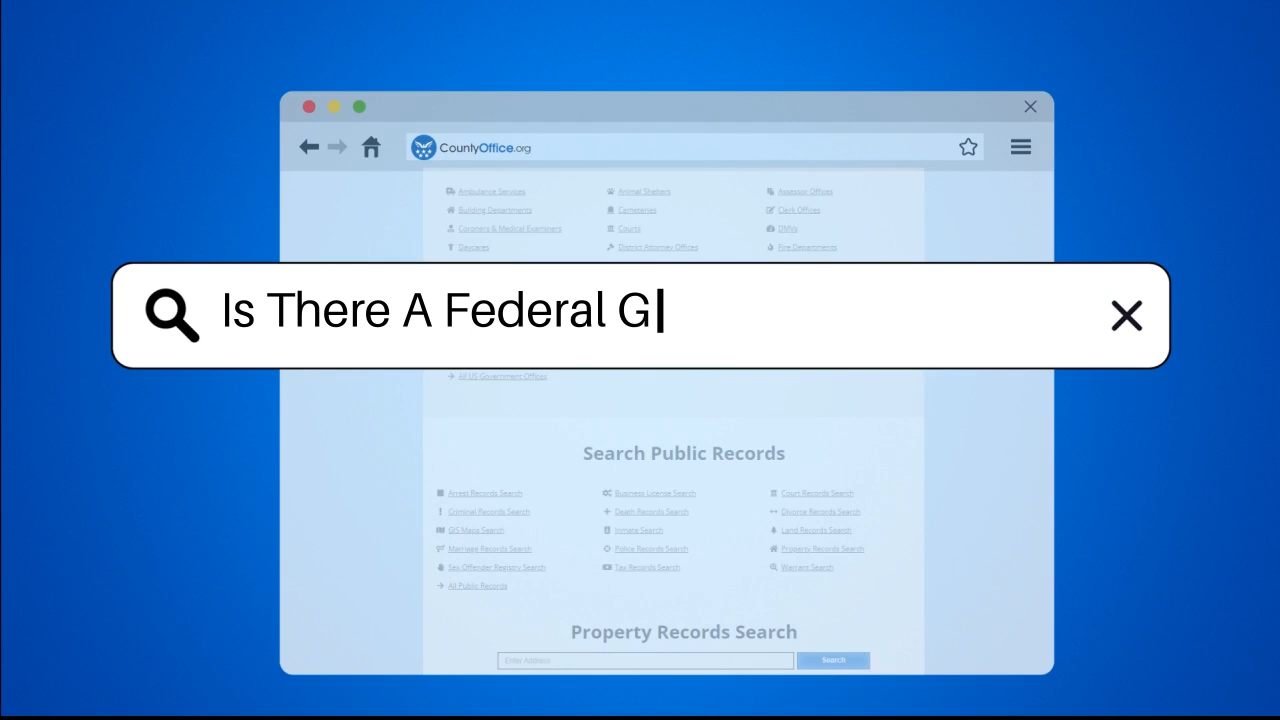 CountyOffice.org
Ambulance Services Animal Shelters Assessor Offices
Building Departments Cemeteries Clerk Offices
Coroners & Medical Examiners Courts DMVs
Daycares District Attorney Offices Fire Departments
Is There A Federal G
All US Government Offices
Search Public Records
Arrest Records Search Business License Search Court Records Search
Criminal Records Search Death Records Search Divorce Records Search
GIS Maps Search Inmate Search Land Records Search
Marriage Records Search Police Records Search Property Records Search
Sex Offender Registry Search Tax Records Search Warrant Search
All Public Records
Property Records Search
Enter Address Search